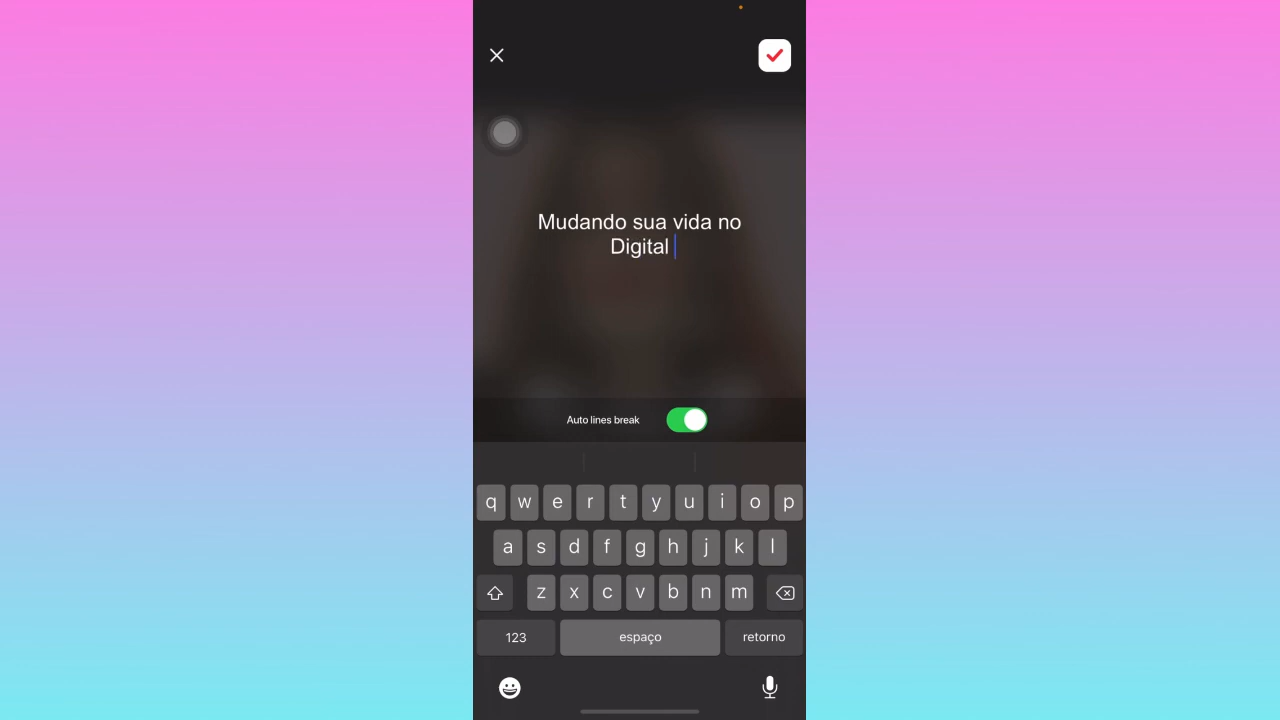 Mudando sua vida no
Digital
Auto lines break
q w e r t y u i o p
a s d f g h j k l
z x c v b n m
123 espaço retorno